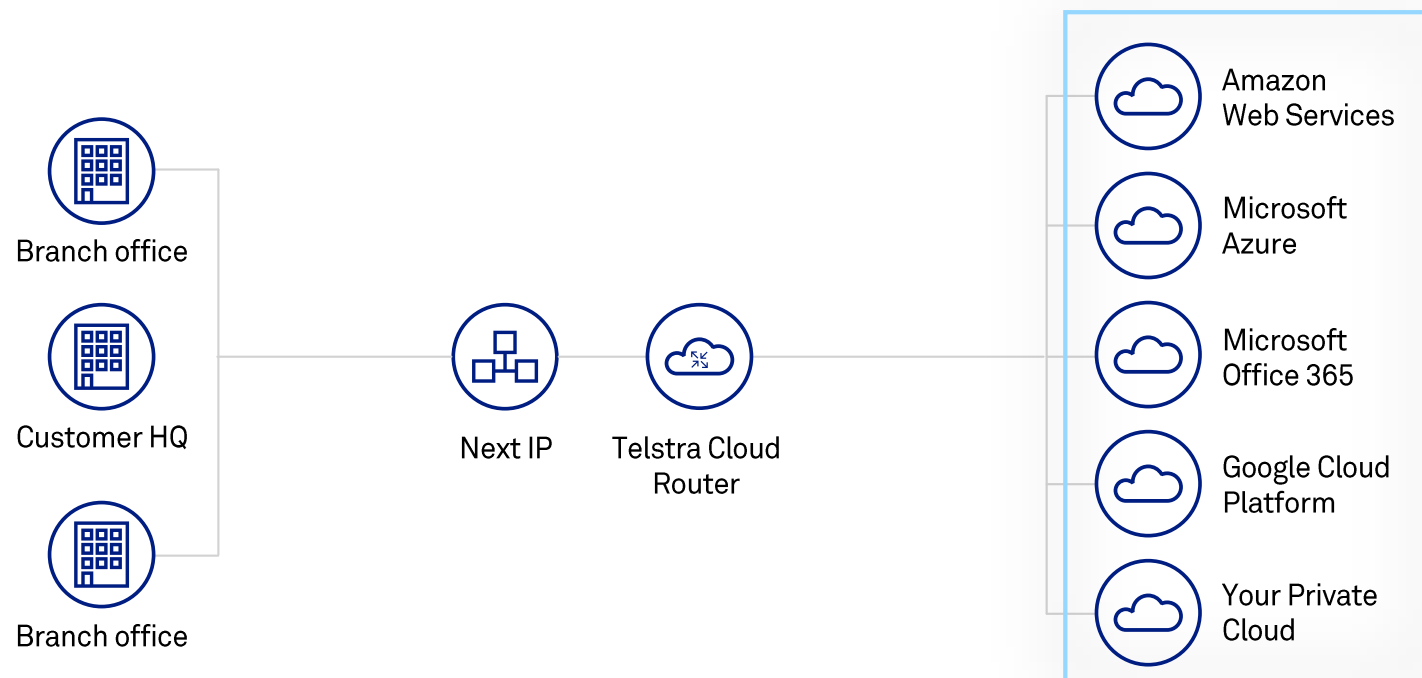 Branch office
Customer HQ
Branch office
Next IP
Telstra Cloud
Router
Amazon
Web Services
Microsoft
Azure
Microsoft
Office 365
Google Cloud
Platform
Your Private
Cloud